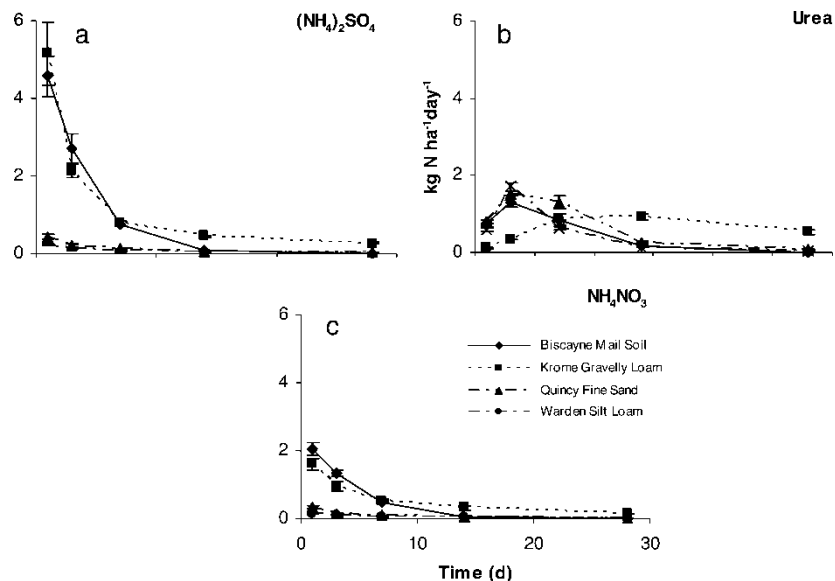 a
(NH4)2SO4
6
4
2
0
b
Urea
kg N ha-1day-1
6
4
2
0
c
NH4NO3
6
4
2
0
Biscayne Mail Soil
Krome Gravelly Loam
Quincy Fine Sand
Warden Silt Loam
0
10
20
30
Time (d)